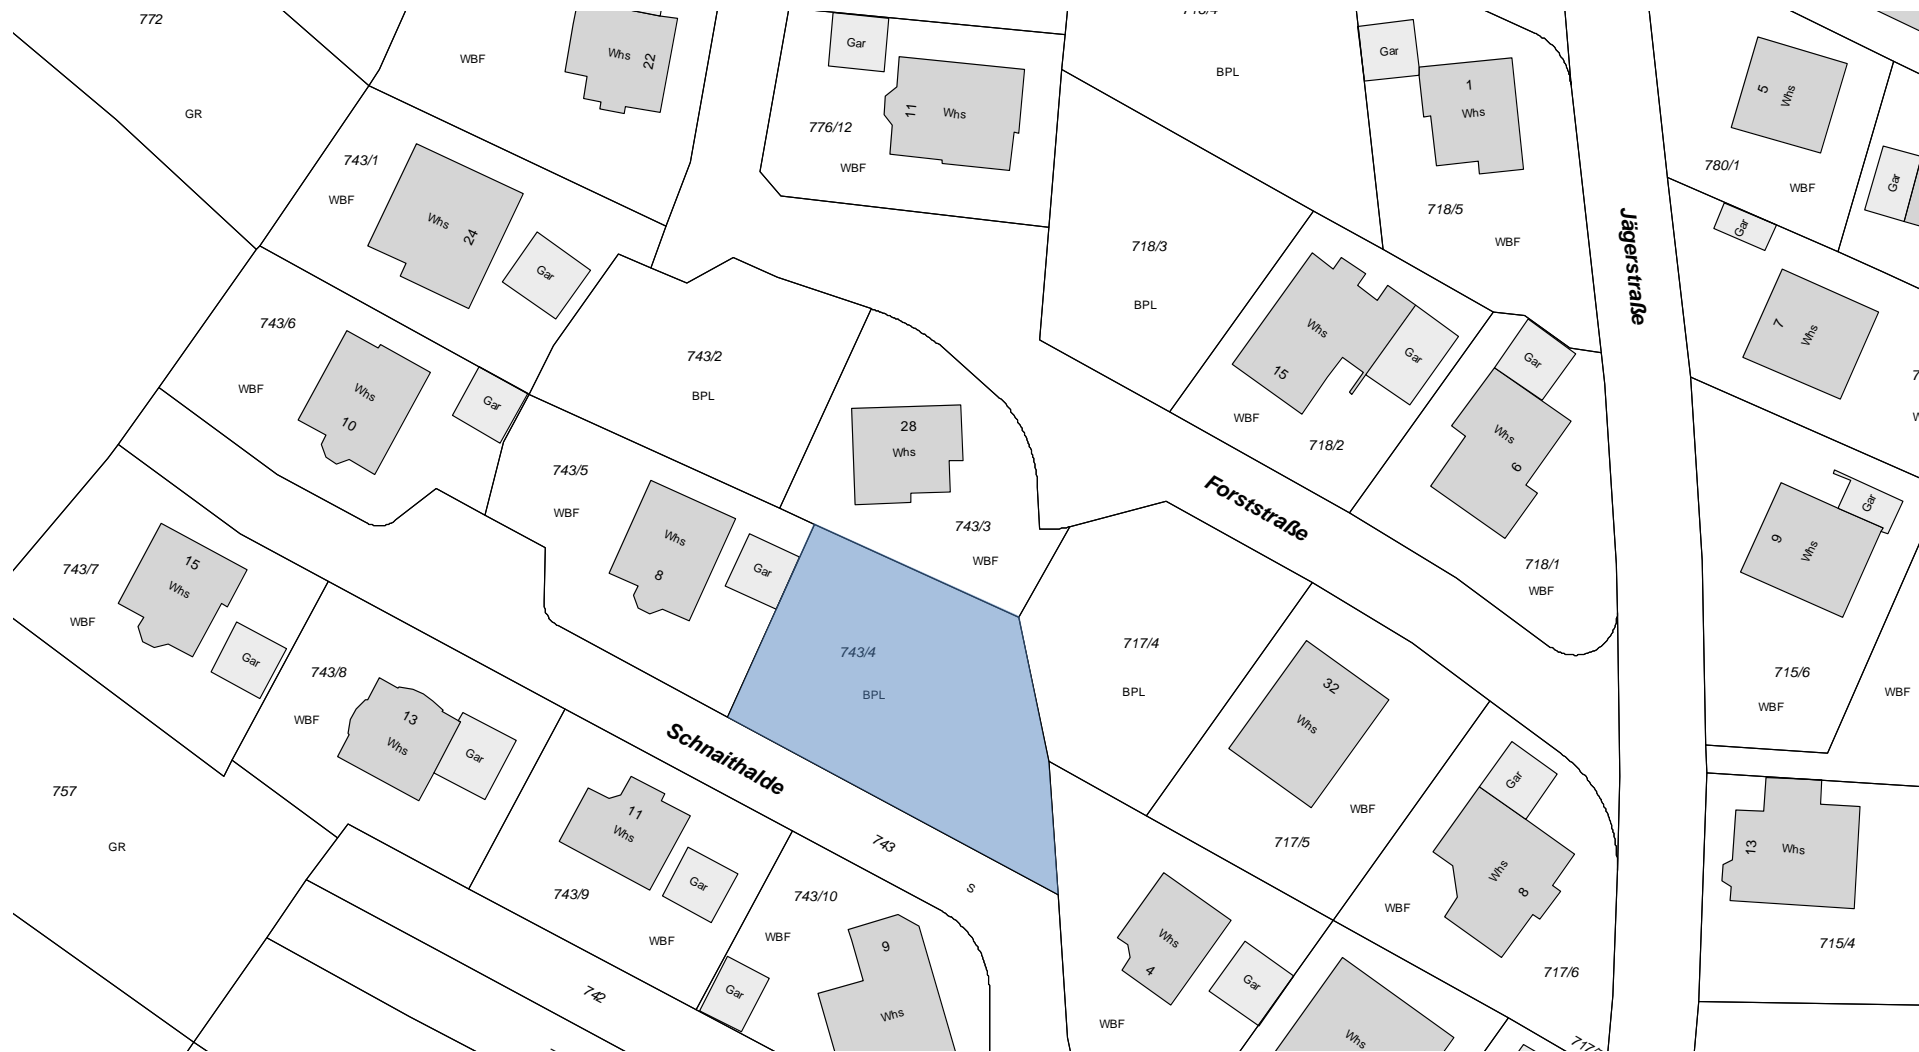 772
WBF
Whs
22
Gar
718/4
BPL
Gar
1
Whs
5
Whs
GR
743/1
WBF
776/12
WBF
11
Whs
780/1
WBF
Gar
Whs
24
Gar
718/3
BPL
718/5
WBF
Jägerstraße
Gar
743/6
WBF
Whs
10
Gar
743/2
BPL
Whs
15
Gar
WBF
718/2
Gar
Whs
6
7
Whs
28
Whs
743/3
WBF
743/5
WBF
Whs
8
Gar
Forststraße
718/1
WBF
Gar
9
Whs
743/7
WBF
15
Whs
Gar
743/4
BPL
717/4
BPL
32
Whs
WBF
717/5
715/6
WBF
WBF
743/8
WBF
13
Whs
Gar
Schnaithalde
757
GR
11
Whs
Gar
743/9
WBF
743
S
743/10
WBF
9
Whs
Gar
742
Whs
4
Gar
WBF
Whs
Gar
Whs
8
WBF
717/6
13
Whs
715/4